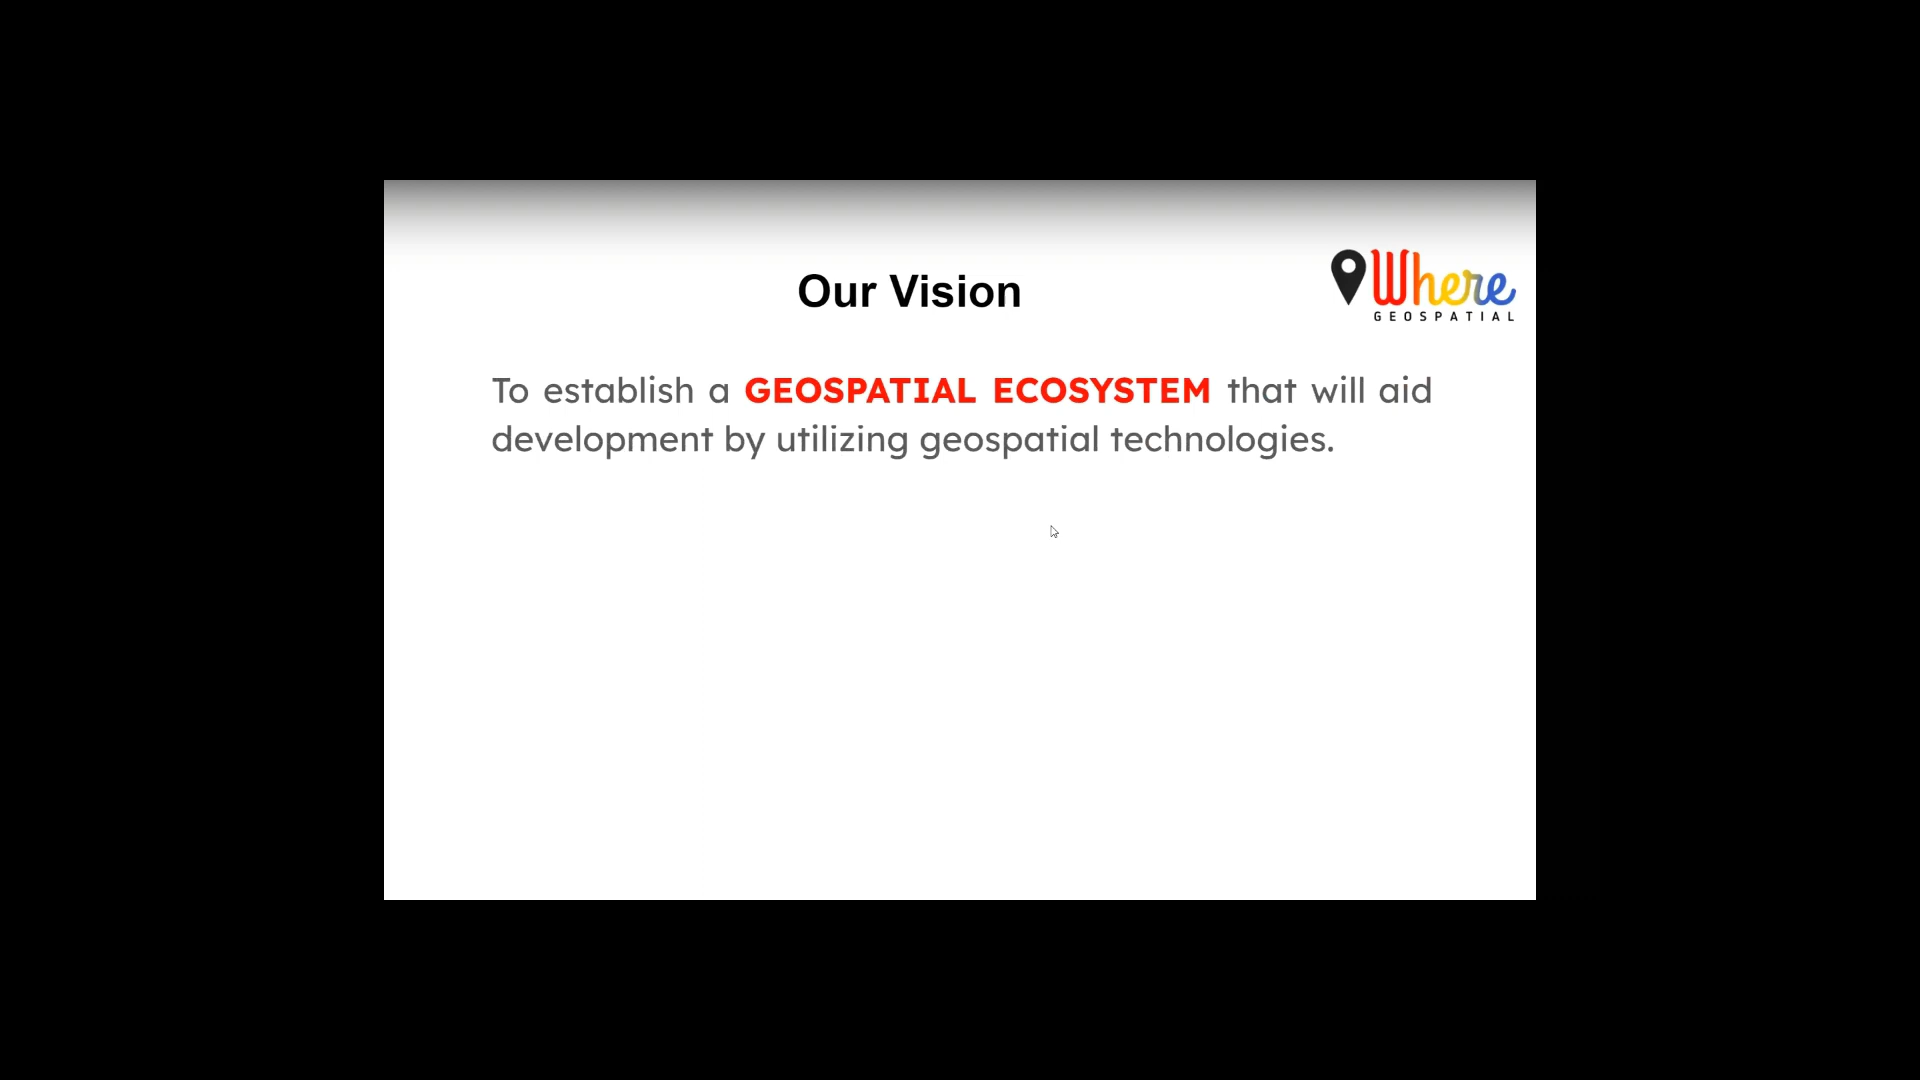 Our Vision
Where
GEOSPATIAL
To establish a GEOSPATIAL ECOSYSTEM that will aid
development by utilizing geospatial technologies.